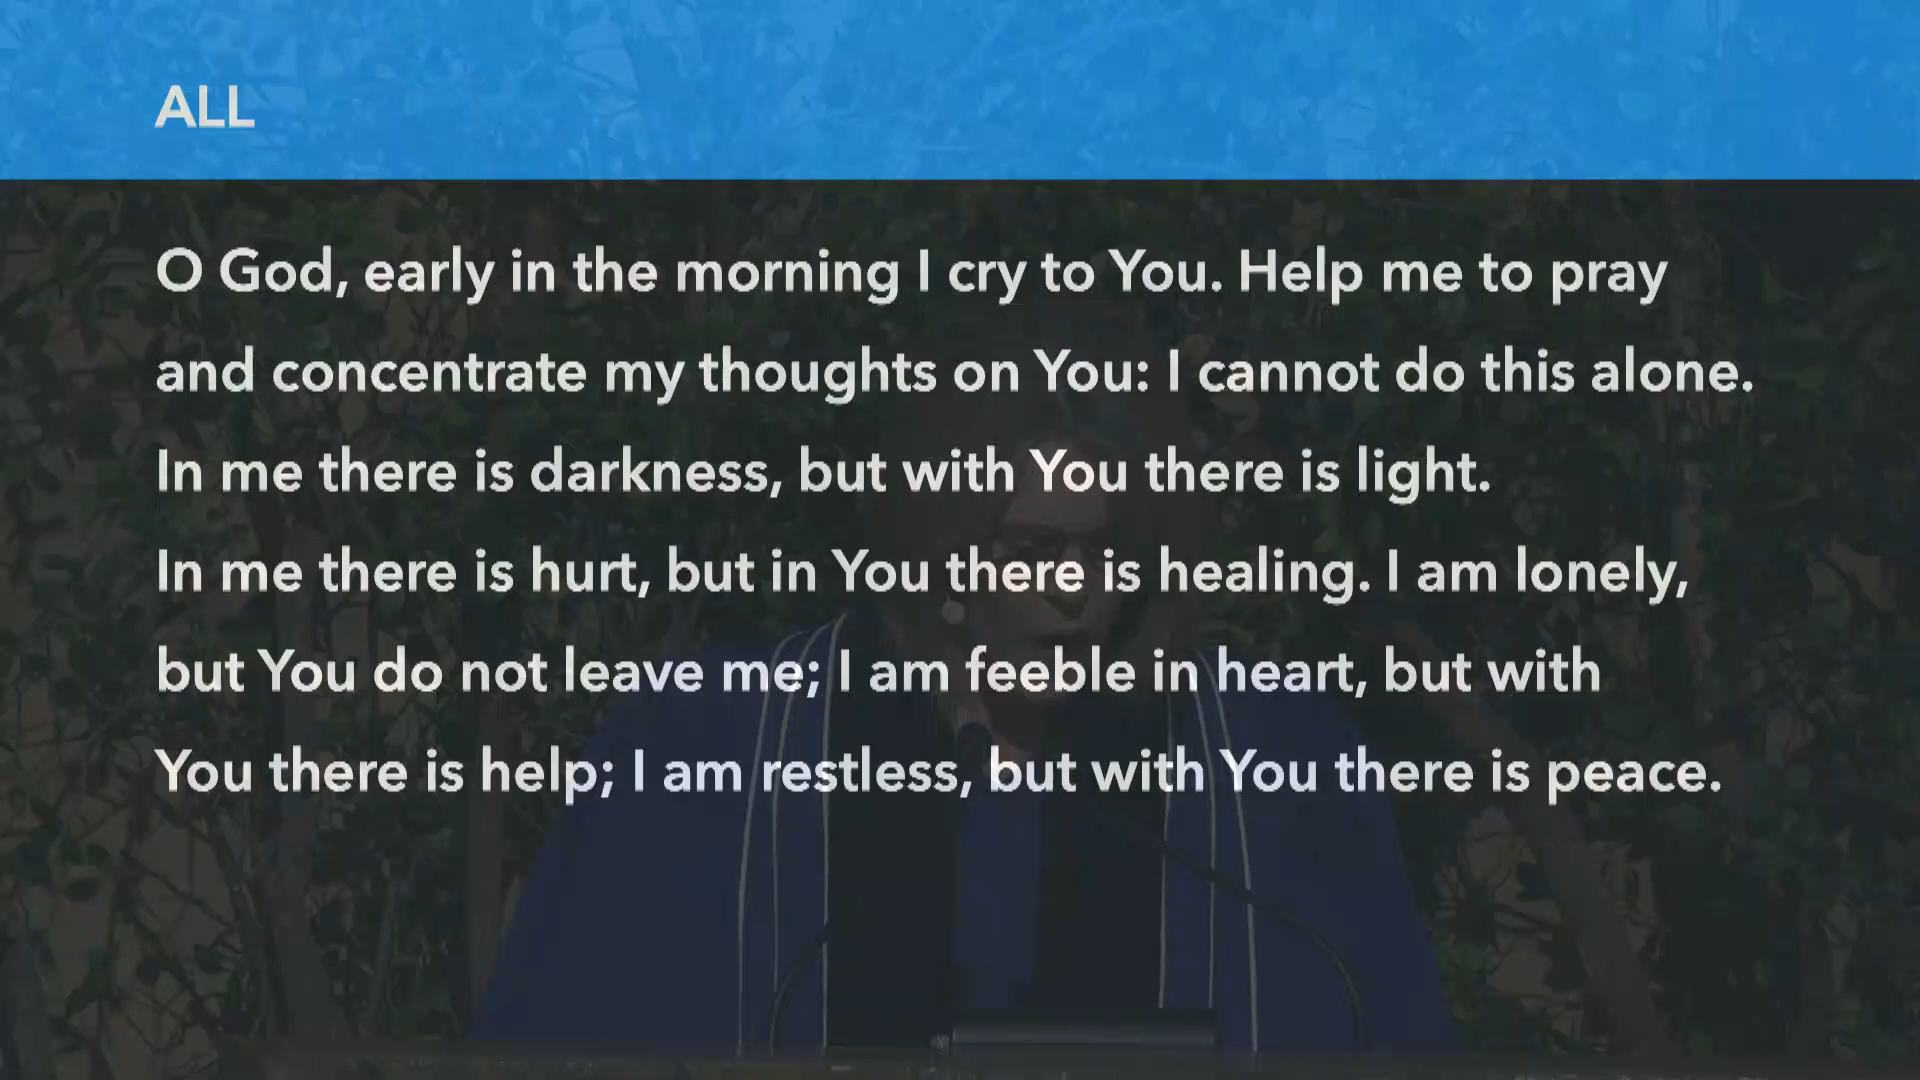 ALL
O God, early in the morning I cry to You. Help me to pray
and concentrate my thoughts on You: I cannot do this alone.
In me there is darkness, but with You there is light.
In me there is hurt, but in You there is healing. I am lonely,
but You do not leave me; I am feeble in heart, but with
You there is help; I am restless, but with You there is peace.